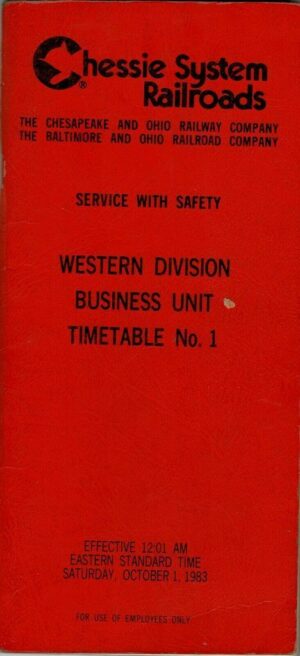 Chessie System
Railroads
THE CHESAPEAKE AND OHIO RAILWAY COMPANY
THE BALTIMORE AND OHIO RAILROAD COMPANY
SERVICE WITH SAFETY
WESTERN DIVISION
BUSINESS UNIT
TIMETABLE No. 1
EFFECTIVE 12:01 AM
EASTERN STANDARD TIME
SATURDAY, OCTOBER 1, 1983
FOR USE OF EMPLOYEES ONLY